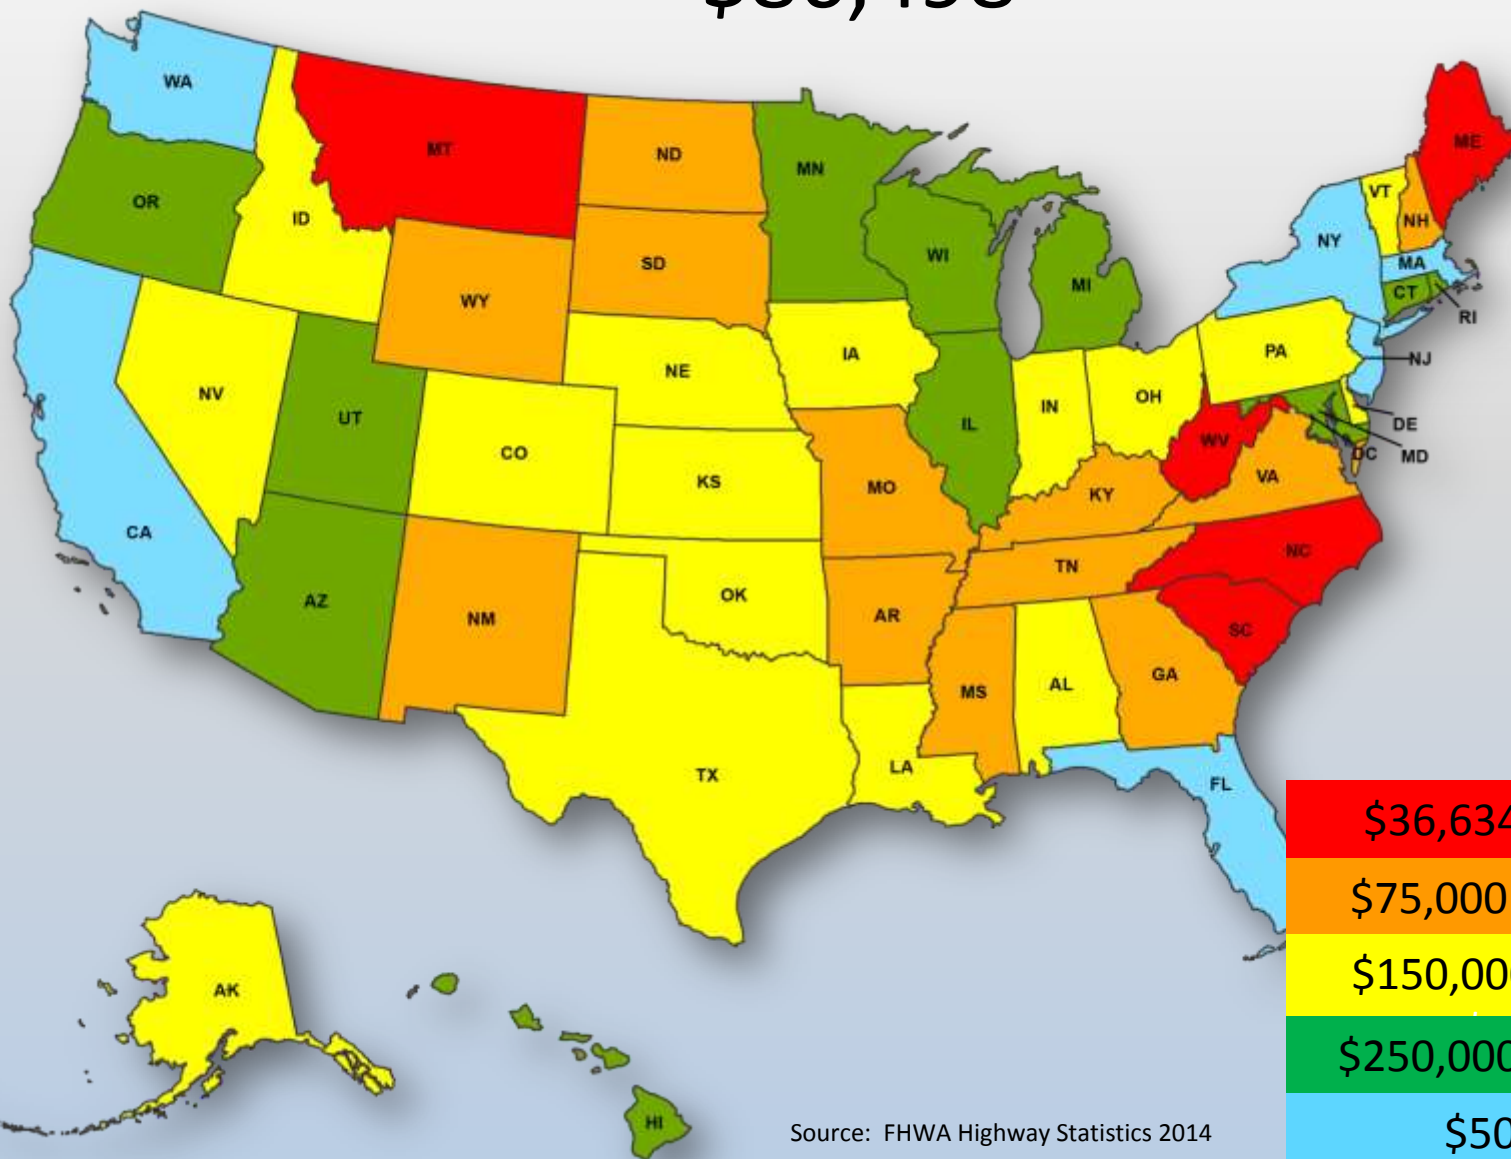 WA
MT
ND
MN
ME
OR
ID
VT
NH
NY
WI
MA
SD
MI
CT
WY
RI
PA
IA
NJ
NE
NV
OH
IN
UT
IL
DE
CO
WV
DC
MD
KS
MO
VA
KY
CA
NC
TN
AZ
OK
NM
AR
SC
GA
MS
AL
LA
TX
FL
$36,634
$75,000
$150,00
$250,000
$50
AK
HI
Source: FHWA Highway Statistics 2014